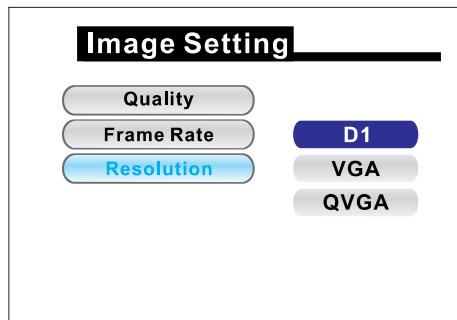 Image Setting
Quality
Frame Rate
D1
Resolution
VGA
QVGA